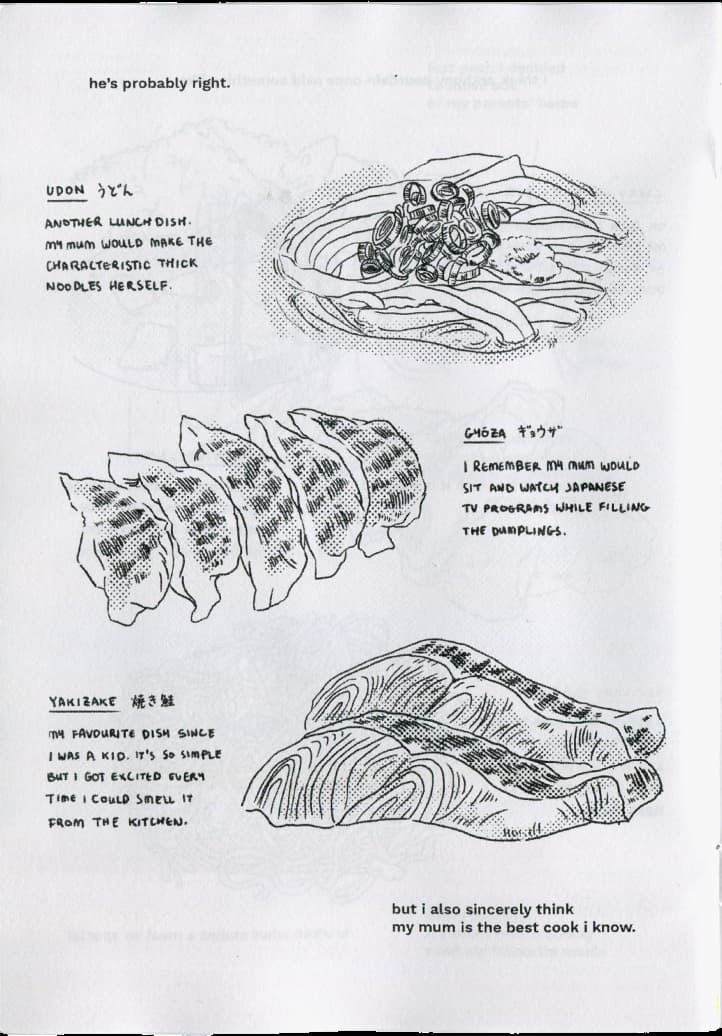 he's probably right.
UDON うどん
ANOTHER LUNCH DISH.
MY MUM WOULD MAKE THE
CHARACTERISTIC THICK
NOODLES HERSELF.
GYOZA ギョウザ
I REMEMBER MY MUM WOULD
SIT AND WATCH JAPANESE
TV PROGRAMS WHILE FILLING
THE DUMPLINGS.
YAKIZAKE 焼き鮭
MY FAVOURITE DISH SINCE
I WAS A KID. IT'S SO SIMPLE
BUT I GOT EXCITED EVERY
TIME I COULD SMELL IT
FROM THE KITCHEN.
but i also sincerely think
my mum is the best cook i know.